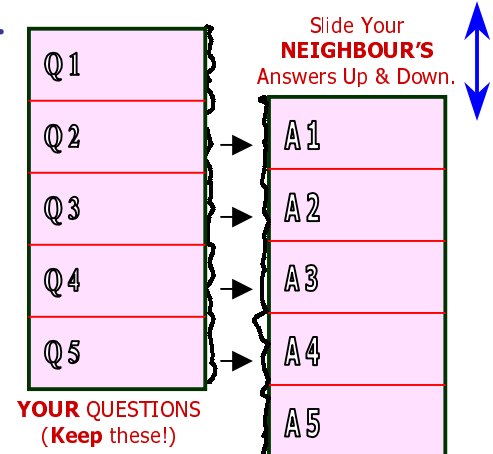 Slide Your
NEIGHBOUR'S
Answers Up & Down.
Q1
Q2
Q3
Q4
Q5
YOUR QUESTIONS
(Keep these!)
A1
A2
A3
A4
A5